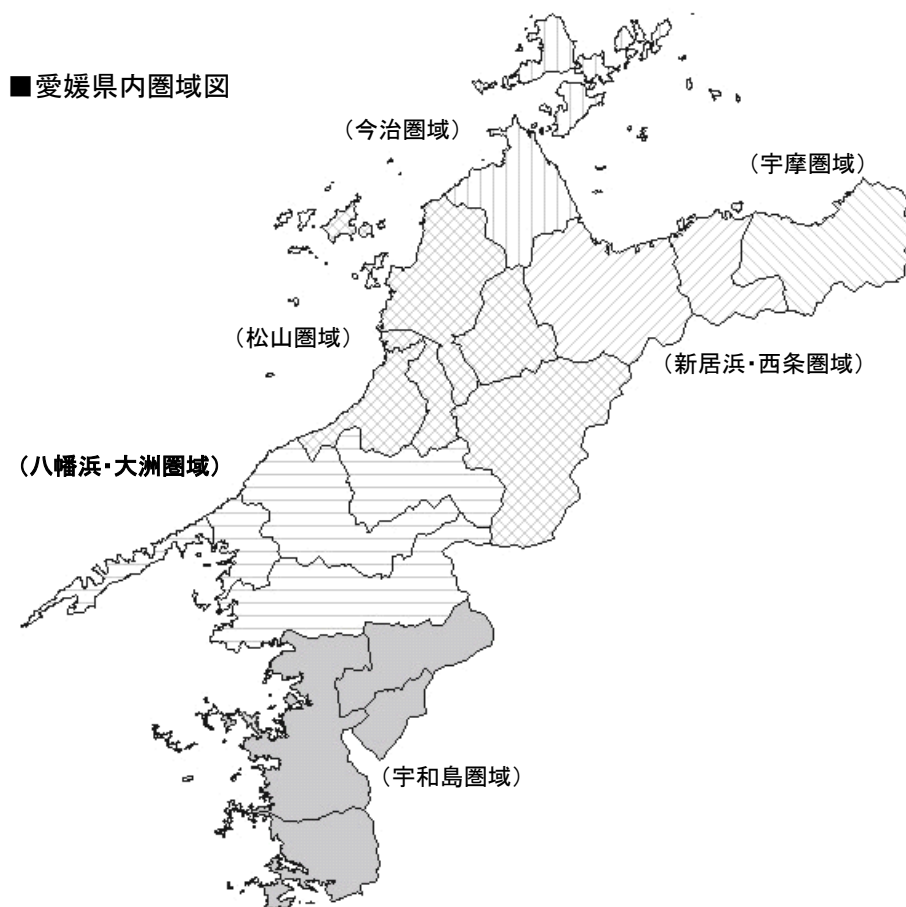 ■愛媛県内圏域図
（今治圏域）
（宇摩圏域）
（松山圏域）
（新居浜・西条圏域）
（八幡浜・大洲圏域）
（宇和島圏域）